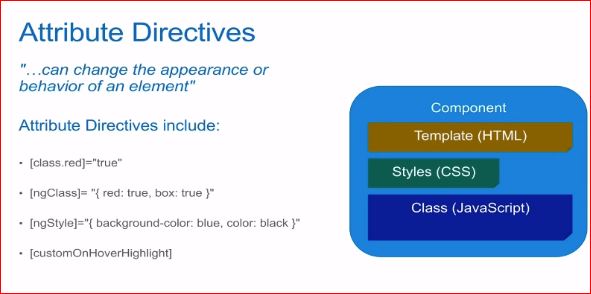 Attribute Directives
"...can change the appearance or
behavior of an element"
Attribute Directives include:
• [class.red]="true"
• [ngClass]= "{ red: true, box: true }"
• [ngStyle]="{ background-color: blue, color: black }"
• [customOnHoverHighlight]
Component
Template (HTML)
Styles (CSS)
Class (JavaScript)